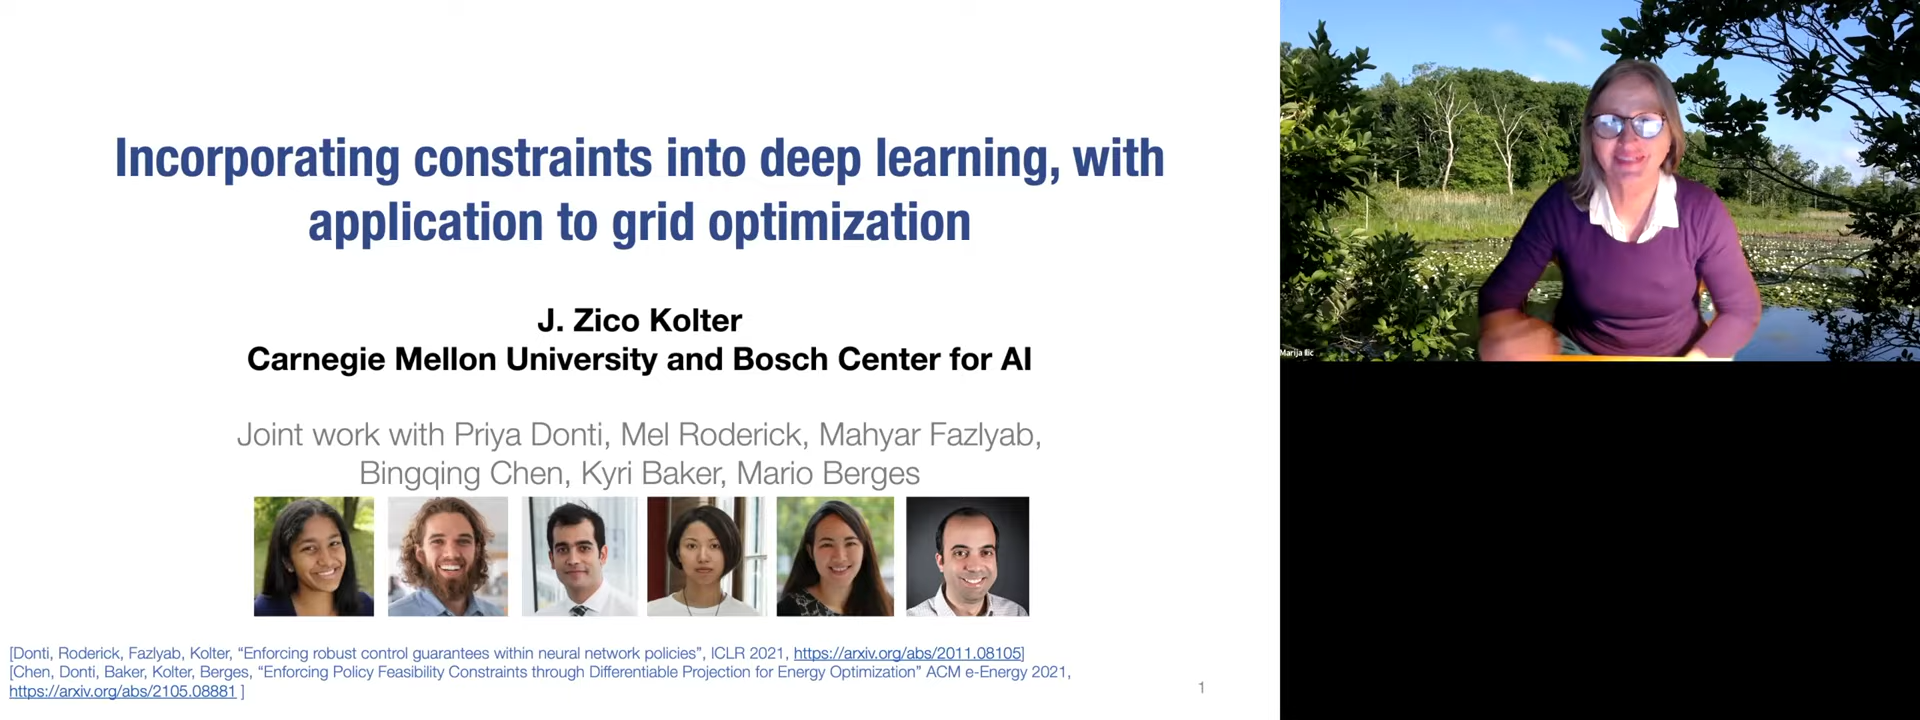 Incorporating constraints into deep learning, with
application to grid optimization
J. Zico Kolter
Carnegie Mellon University and Bosch Center for AI
Joint work with Priya Donti, Mel Roderick, Mahyar Fazlyab,
Bingqing Chen, Kyri Baker, Mario Berges
[Donti, Roderick, Fazlyab, Kolter, “Enforcing robust control guarantees within neural network policies”, ICLR 2021, https://arxiv.org/abs/2011.08105]
[Chen, Donti, Baker, Kolter, Berges, “Enforcing Policy Feasibility Constraints through Differentiable Projection for Energy Optimization” ACM e-Energy 2021,
https://arxiv.org/abs/2105.08881 ]
1
Marija Ilic